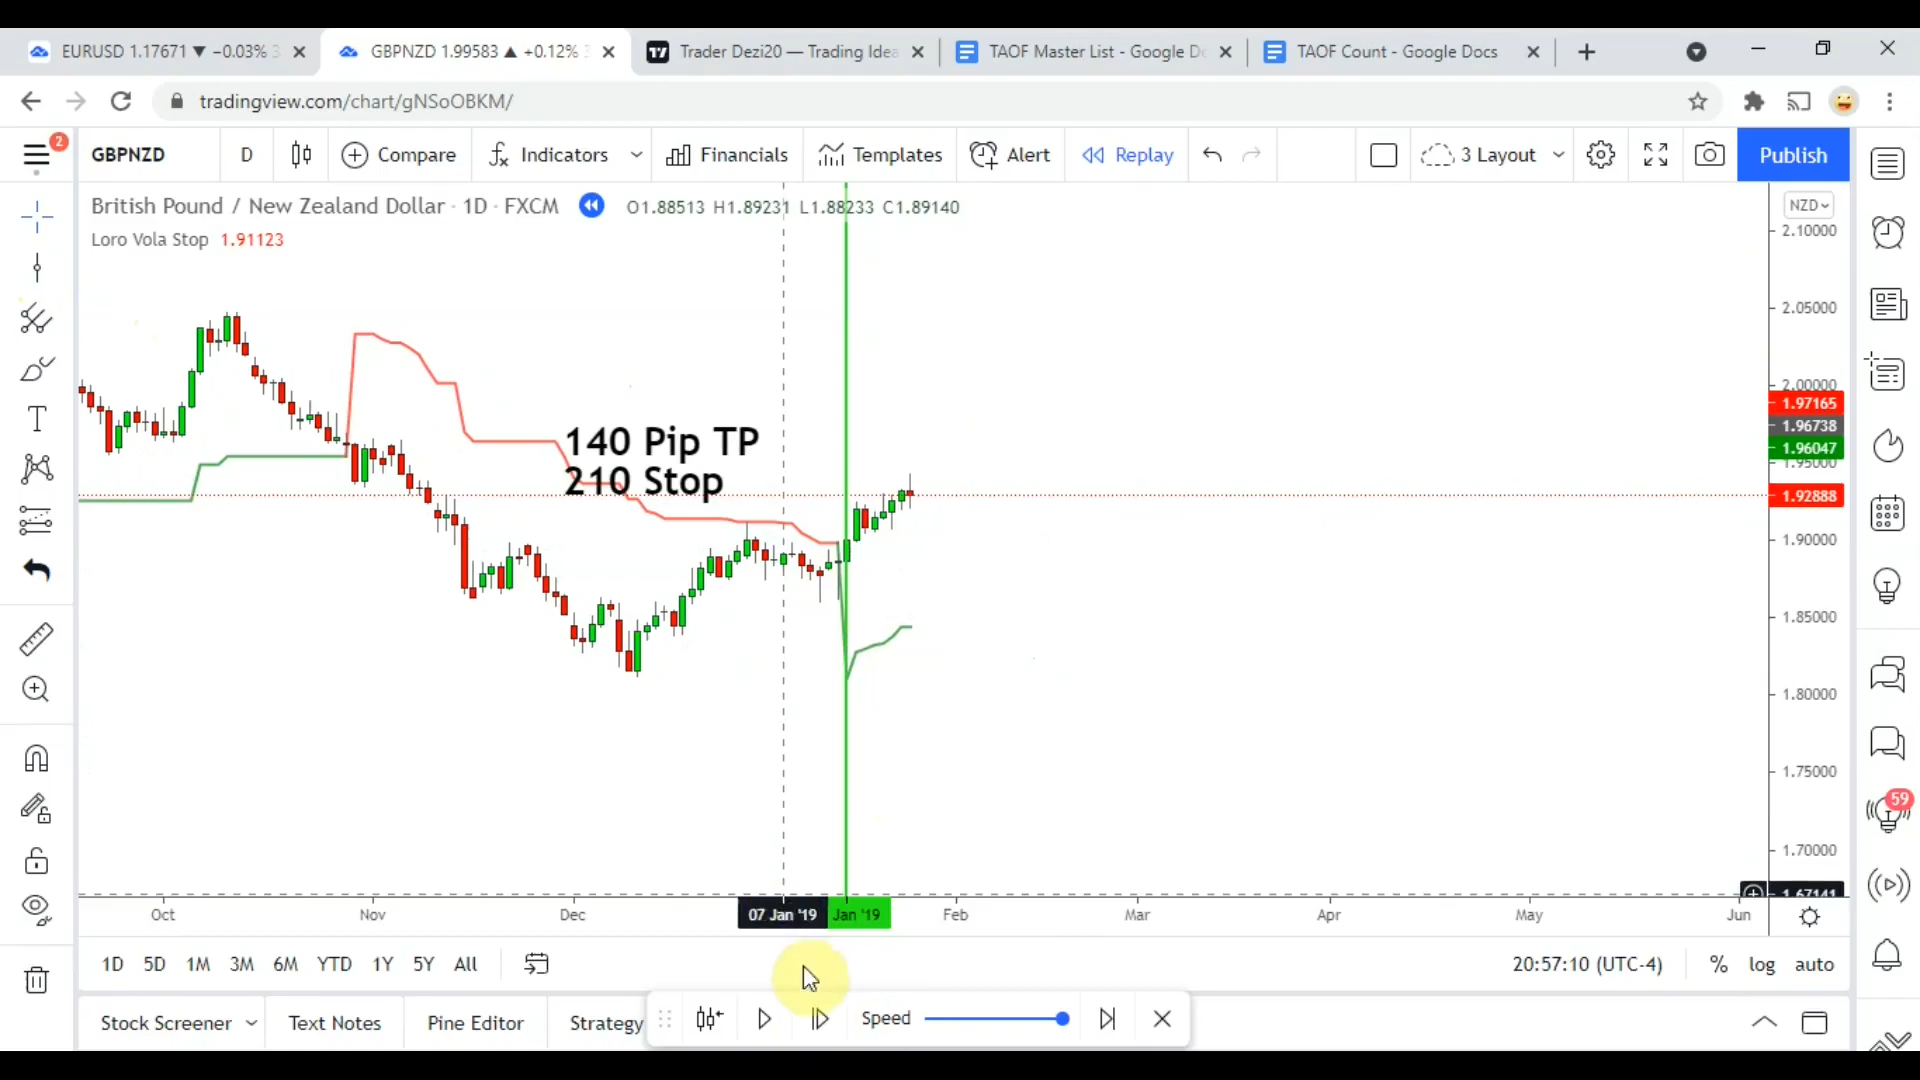 EURUSD 1.17671 ▼ −0.03%
GBPNZD 1.99583 ▲ +0.12%
Trader Dezi20 — Trading Idea
TAOF Master List - Google D
TAOF Count - Google Docs
tradingview.com/chart/gNSoOBKM/
2
GBPNZD
D
Compare
Indicators
Financials
Templates
Alert
Replay
3 Layout
Publish
British Pound / New Zealand Dollar · 1D · FXCM
O1.88513 H1.89231 L1.88233 C1.89140
NZD
Loro Vola Stop 1.91123
2.10000
2.05000
2.00000
1.97165
1.96738
1.96047
1.95000
1.92888
1.90000
1.85000
1.80000
1.75000
1.70000
1.67141
140 Pip TP
210 Stop
59
Oct
Nov
Dec
07 Jan '19
Jan '19
Feb
Mar
Apr
May
Jun
1D 5D 1M 3M 6M YTD 1Y 5Y All
20:57:10 (UTC-4)
% log auto
Stock Screener
Text Notes
Pine Editor
Strategy
Speed